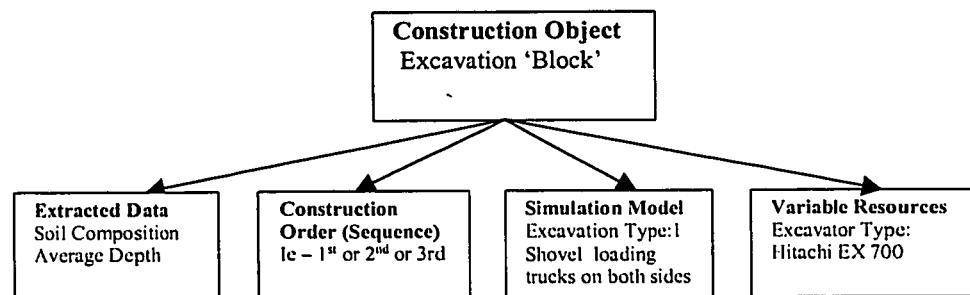 Construction Object
Excavation ‘Block’
Extracted Data
Soil Composition
Average Depth
Construction
Order (Sequence)
Ie – 1st or 2nd or 3rd
Simulation Model
Excavation Type:1
Shovel loading
trucks on both sides
Variable Resources
Excavator Type:
Hitachi EX 700